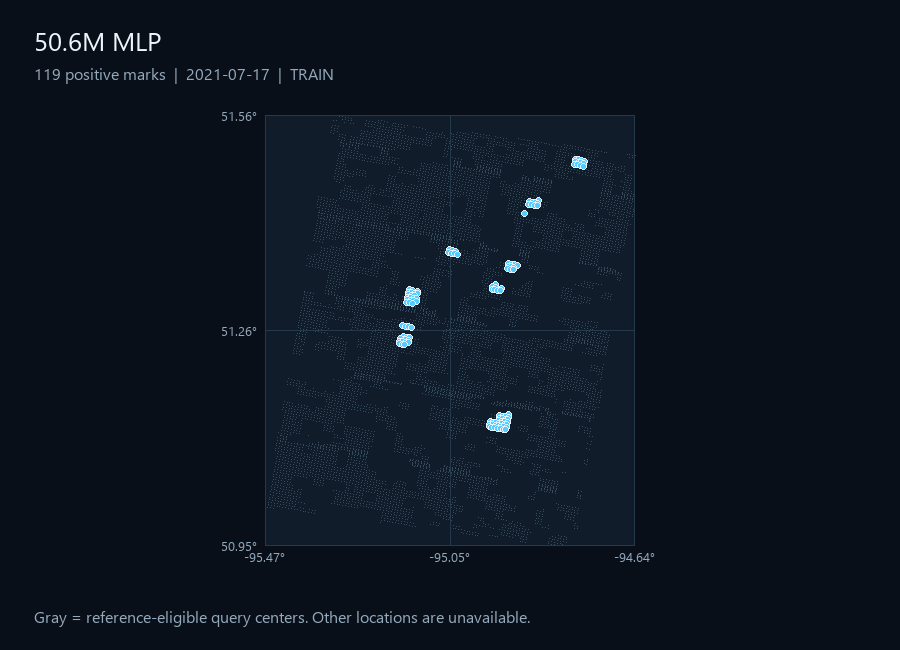 50.6M MLP
119 positive marks | 2021-07-17 | TRAIN
51.56°
51.26°
50.95°
-95.47°
-95.05°
-94.64°
Gray = reference-eligible query centers. Other locations are unavailable.